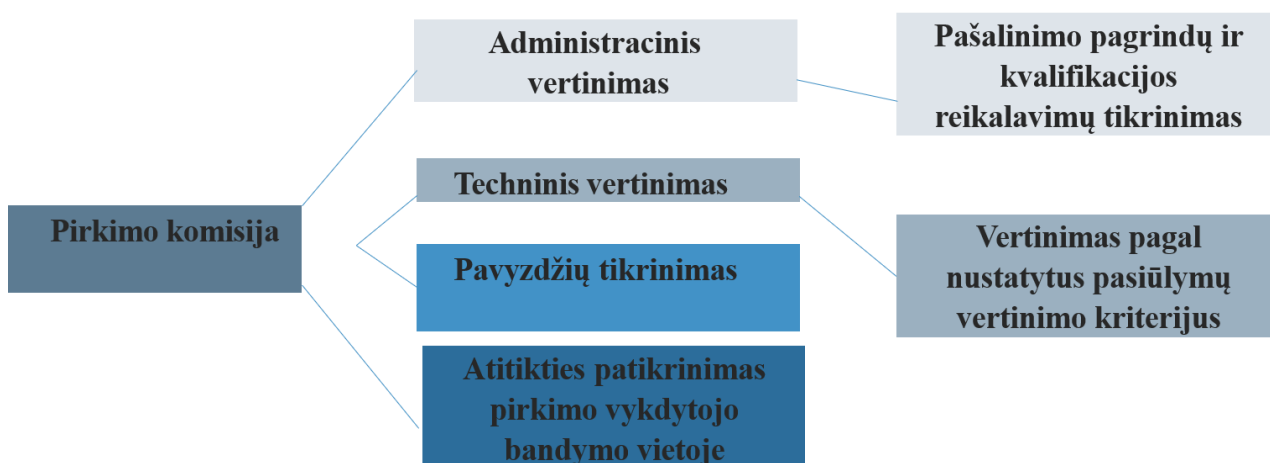 Pirkimo komisija
Administracinis
vertinimas
Pašalinimo pagrindų ir
kvalifikacijos
reikalavimų tikrinimas
Techninis vertinimas
Vertinimas pagal
nustatytus pasiūlymų
vertinimo kriterijus
Pavyzdžių tikrinimas
Atitikties patikrinimas
pirkimo vykdytojo
bandymo vietoje